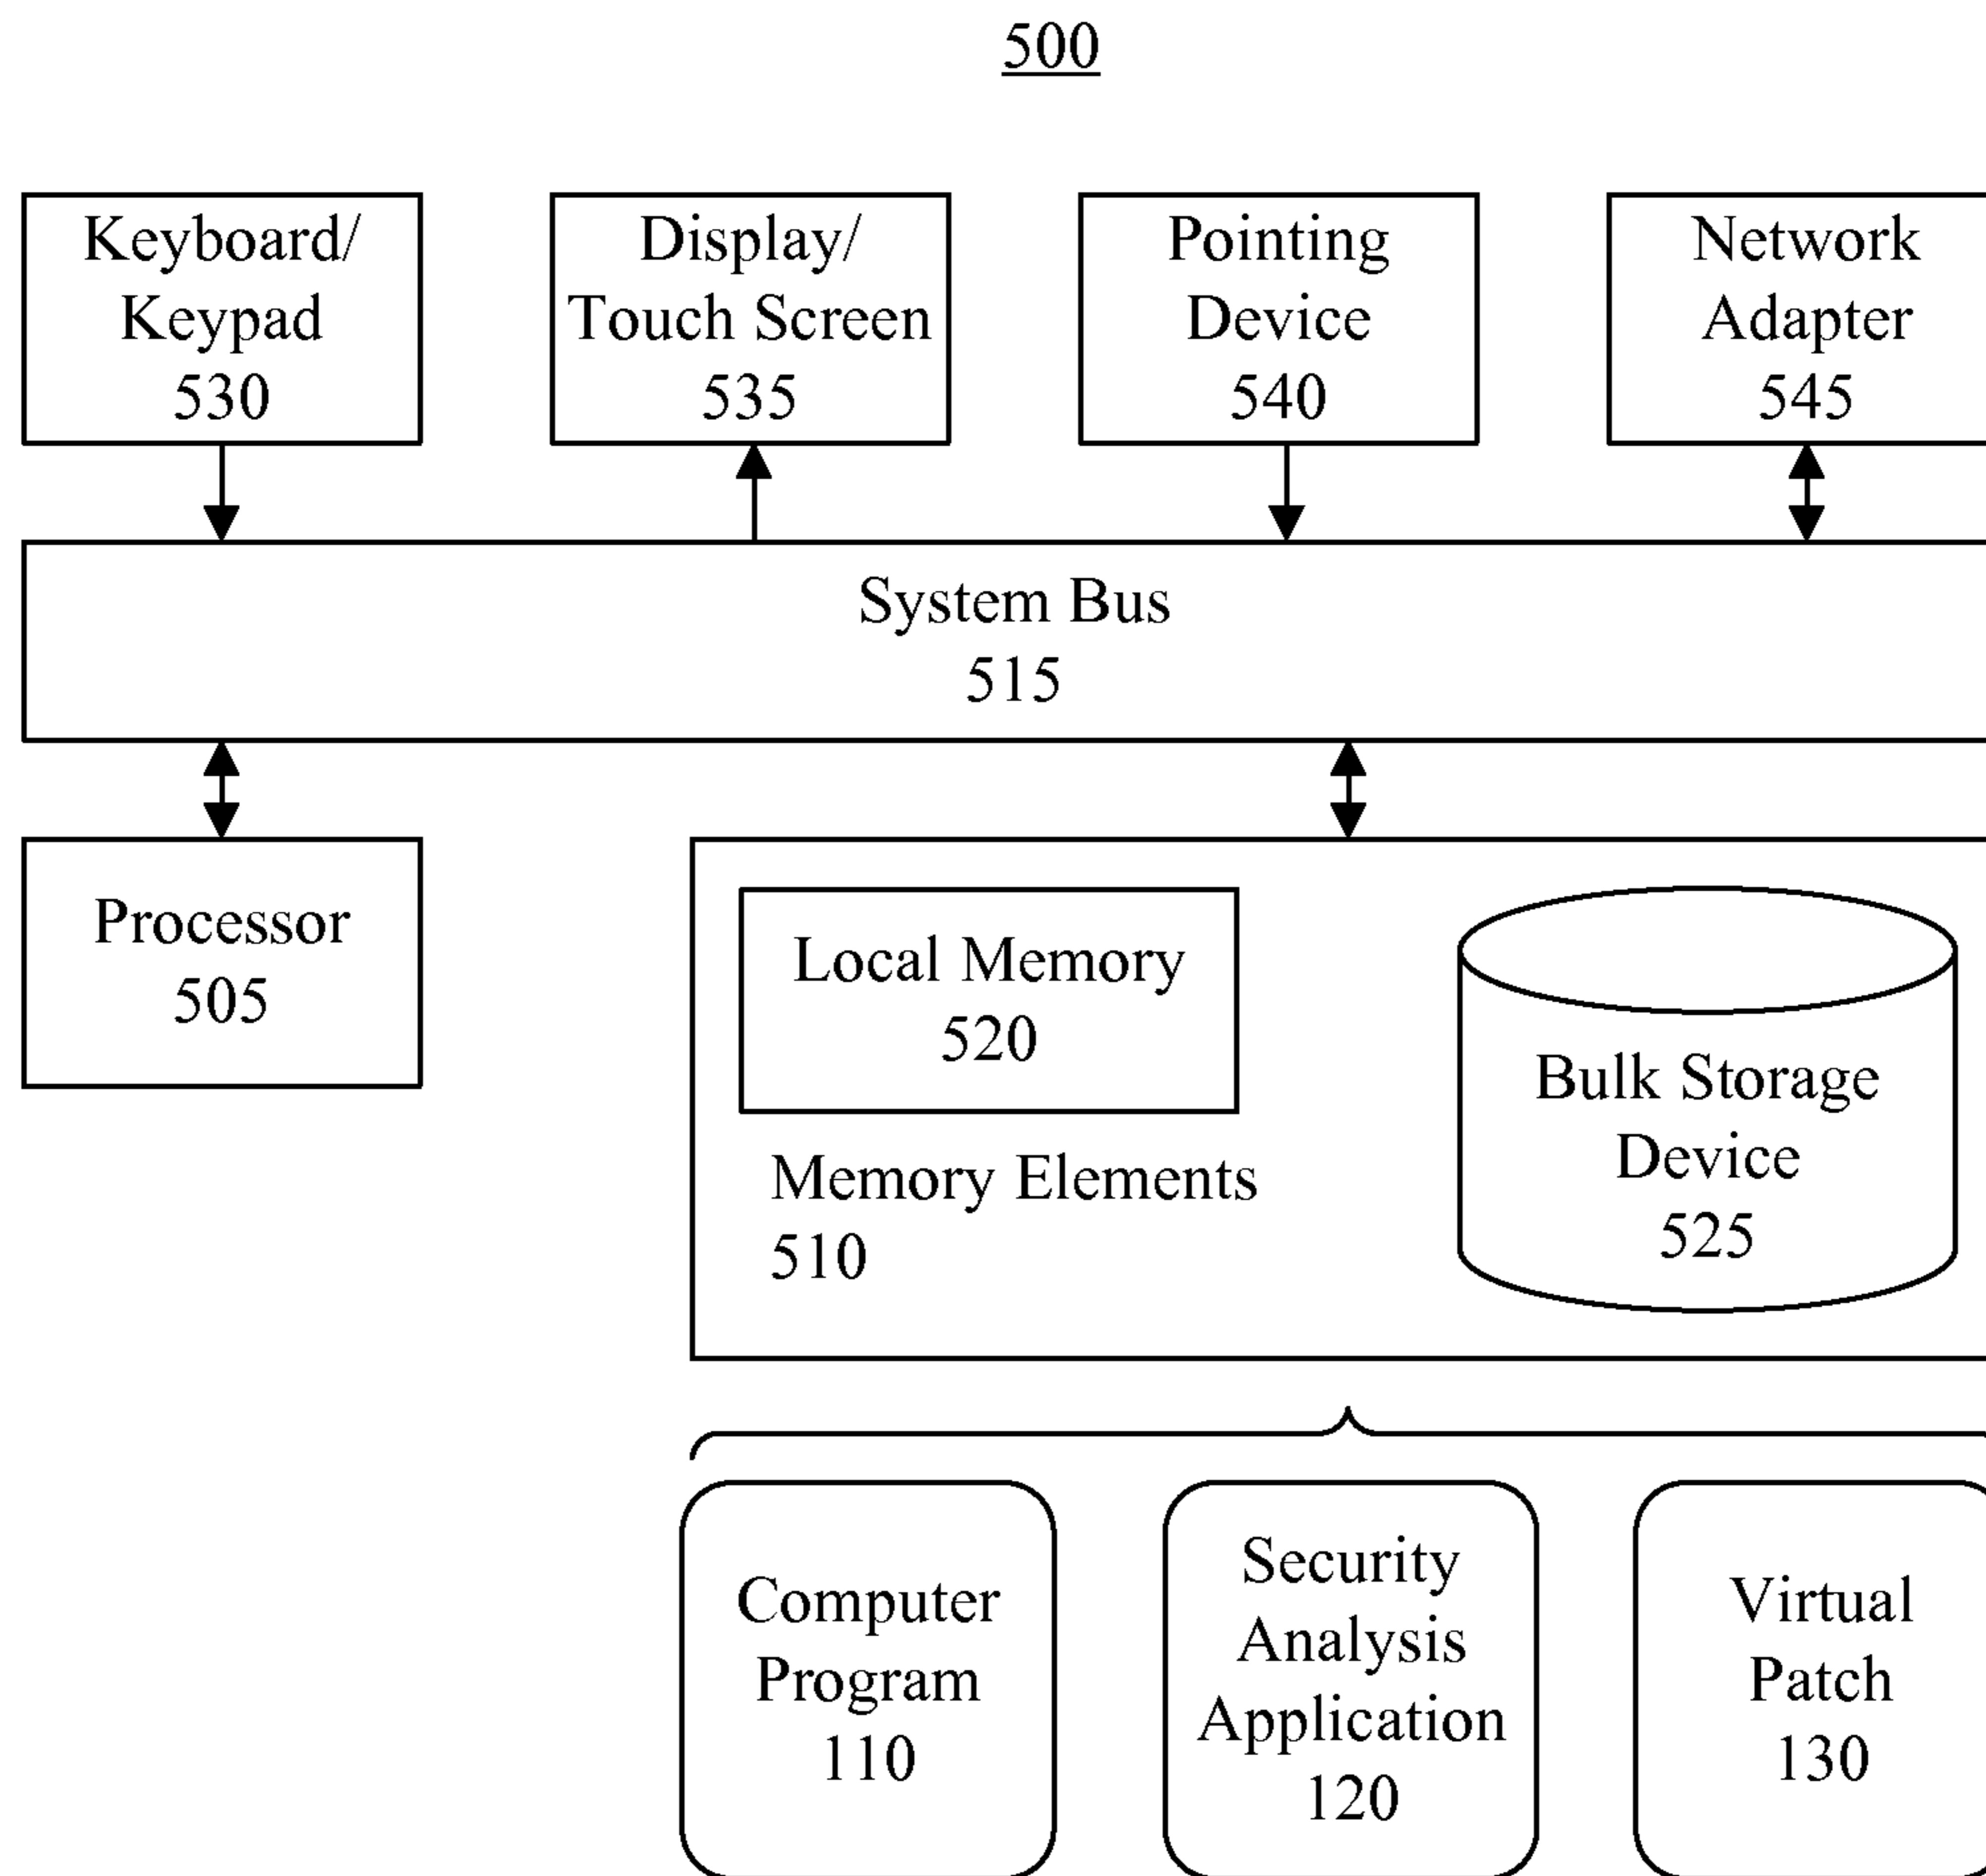 500
Keyboard/
Keypad
530
Display/
Touch Screen
535
Pointing
Device
540
Network
Adapter
545
System Bus
515
Processor
505
Local Memory
520
Memory Elements
510
Bulk Storage
Device
525
Computer
Program
110
Security
Analysis
Application
120
Virtual
Patch
130